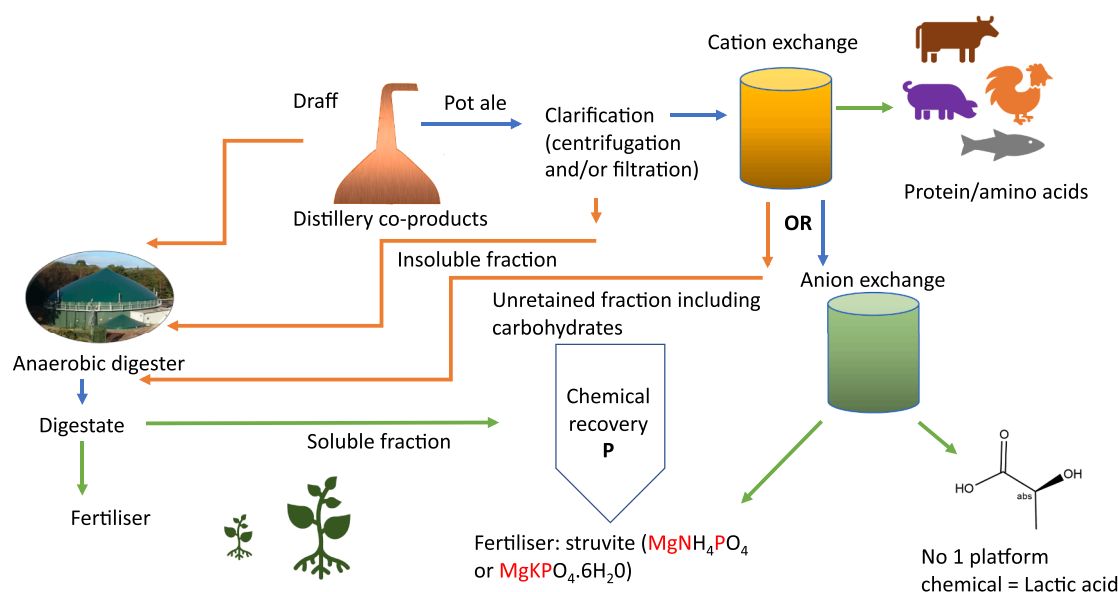 Cation exchange
Draff
Pot ale
Clarification
(centrifugation
and/or filtration)
Protein/amino acids
Distillery co-products
OR
Insoluble fraction
Anion exchange
Unretained fraction including
carbohydrates
Anaerobic digester
Chemical
recovery
P
Digestate
Soluble fraction
O
HO
OH
abs
Fertiliser
Fertiliser: struvite (MgNH₄PO₄
or MgKPO₄.6H₂0)
No 1 platform
chemical = Lactic acid